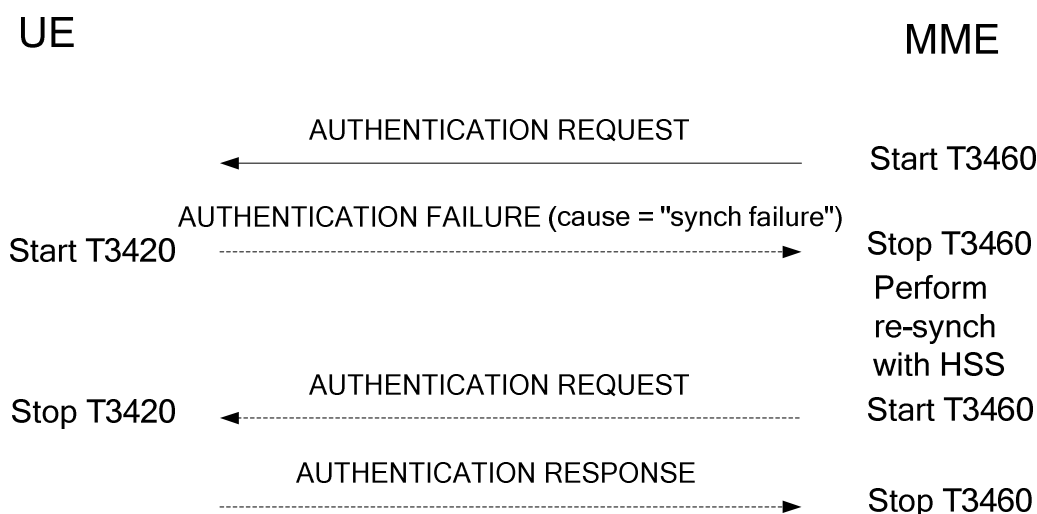 UE
MME
AUTHENTICATION REQUEST
Start T3460
AUTHENTICATION FAILURE (cause = "synch failure")
Start T3420
Stop T3460
Perform
re-synch
with HSS
AUTHENTICATION REQUEST
Stop T3420
Start T3460
AUTHENTICATION RESPONSE
Stop T3460